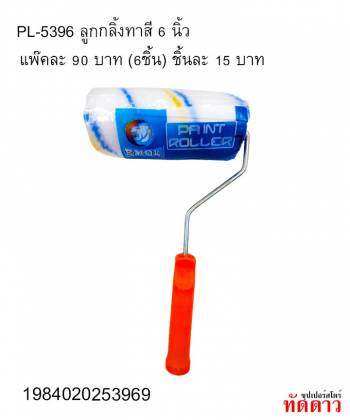 PL-5396 ลูกกลิ้งทาสี 6 นิ้ว
แพ๊คละ 90 บาท (6ชิ้น) ชิ้นละ 15 บาท
PAINT
ROLLER
1984020253969
ซุปเปอร์สโตร์
ทัดดาว